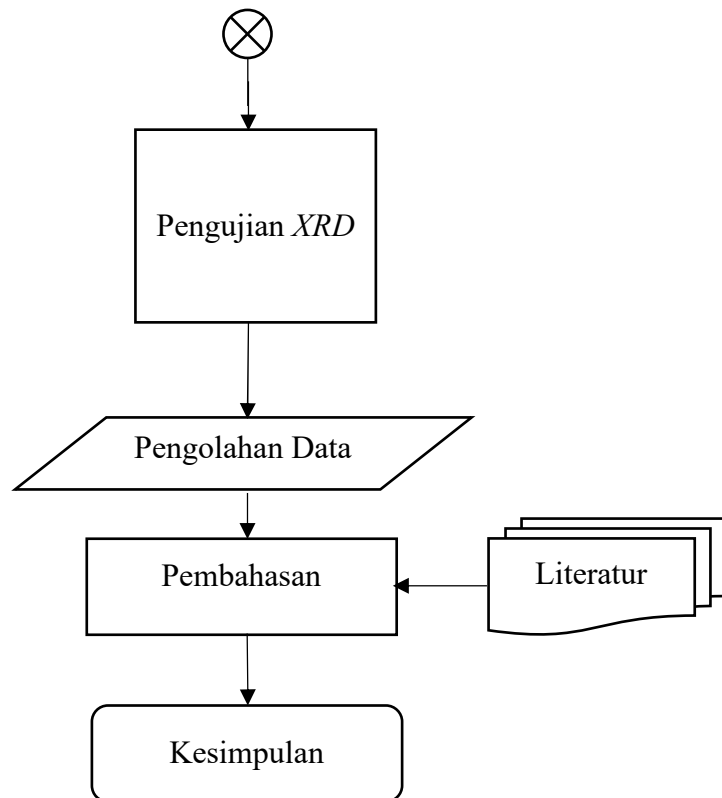 Pengujian XRD
Pengolahan Data
Pembahasan
Literatur
Kesimpulan